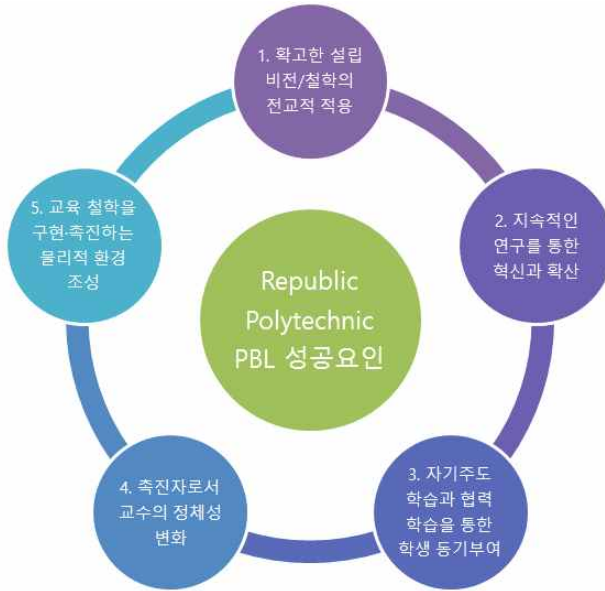 1. 확고한 설립
비전/철학의
전교적 적용
2. 지속적인
연구를 통한
혁신과 확산
3. 자기주도
학습과 협력
학습을 통한
학생 동기부여
4. 촉진자로서
교수의 정체성
변화
5. 교육 철학을
구현·촉진하는
물리적 환경
조성
Republic
Polytechnic
PBL 성공요인